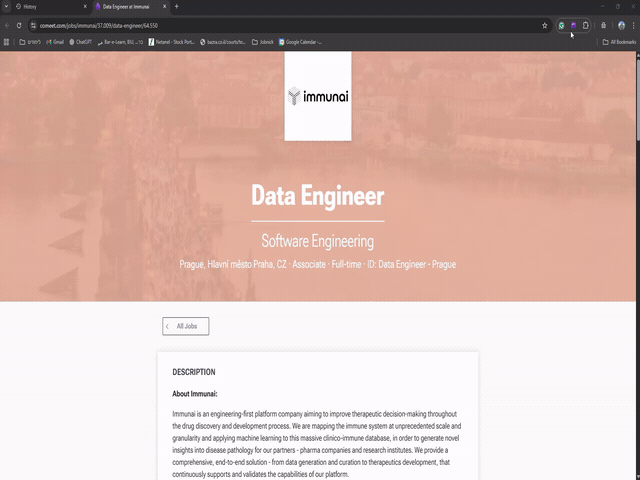 History
Data Engineer at Immunai
comeet.com/jobs/immunai/37.009/data-engineer/64.550
Gmail
ChatGPT
Netanel - Stock Port...
Jobnick
Google Calendar -...
All Bookmarks
immunai
Data Engineer
Software Engineering
Prague, Hlavní město Praha, CZ · Associate · Full-time · ID: Data Engineer - Prague
All Jobs
DESCRIPTION
About Immunai:
Immunai is an engineering-first platform company aiming to improve therapeutic decision-making throughout
the drug discovery and development process. We are mapping the immune system at unprecedented scale and
granularity and applying machine learning to this massive clinico-immune database, in order to generate novel
insights into disease pathology for our partners - pharma companies and research institutes. We provide a
comprehensive, end-to-end solution - from data generation and curation to therapeutics development, that
continuously supports and validates the capabilities of our platform.